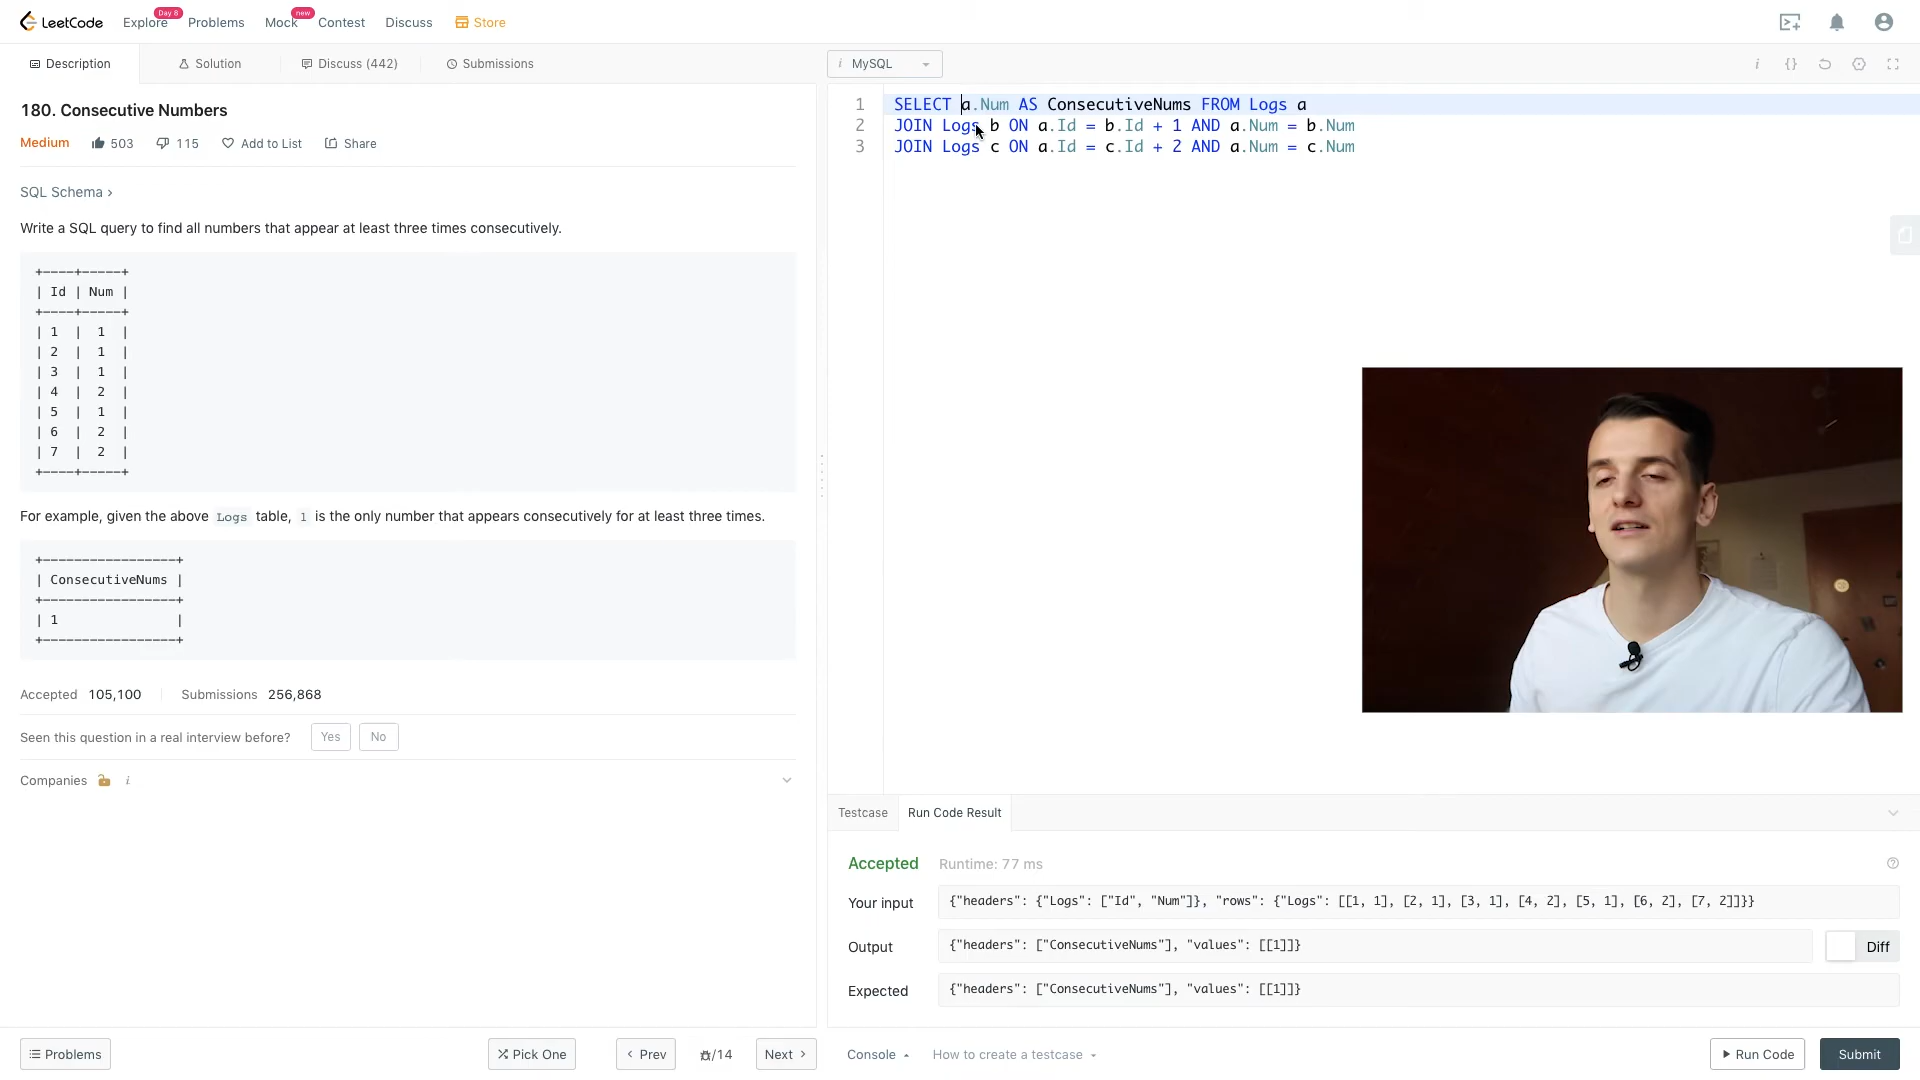 LeetCode
Explore
Day 8
Problems
Mock
new
Contest
Discuss
Store
Description
Solution
Discuss (442)
Submissions
180. Consecutive Numbers
Medium
503
115
Add to List
Share
SQL Schema ›
Write a SQL query to find all numbers that appear at least three times consecutively.
+----+-----+
| Id | Num |
+----+-----+
| 1 | 1 |
| 2 | 1 |
| 3 | 1 |
| 4 | 2 |
| 5 | 1 |
| 6 | 2 |
| 7 | 2 |
+----+-----+
For example, given the above Logs table, 1 is the only number that appears consecutively for at least three times.
+-----------------+
| ConsecutiveNums |
+-----------------+
| 1 |
+-----------------+
Accepted 105,100 Submissions 256,868
Seen this question in a real interview before? Yes No
Companies i
Problems
Pick One
‹ Prev
/14
Next ›
i MySQL
i {}
1 SELECT a.Num AS ConsecutiveNums FROM Logs a
2 JOIN Logs b ON a.Id = b.Id + 1 AND a.Num = b.Num
3 JOIN Logs c ON a.Id = c.Id + 2 AND a.Num = c.Num
Testcase
Run Code Result
Accepted Runtime: 77 ms
Your input {"headers": {"Logs": ["Id", "Num"]}, "rows": {"Logs": [[1, 1], [2, 1], [3, 1], [4, 2], [5, 1], [6, 2], [7, 2]]}}
Output {"headers": ["ConsecutiveNums"], "values": [[1]]}
Diff
Expected {"headers": ["ConsecutiveNums"], "values": [[1]]}
Console
How to create a testcase
Run Code
Submit